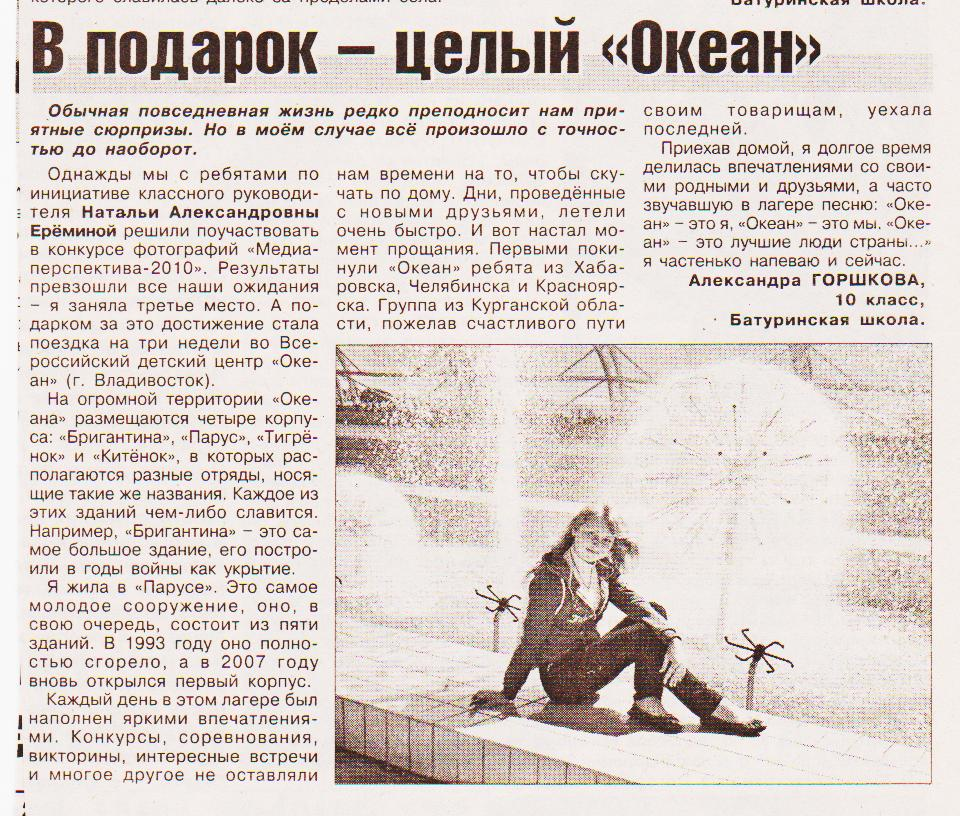 Батуринская школа.
В подарок – целый «Океан»
Обычная повседневная жизнь редко преподносит нам при-
ятные сюрпризы. Но в моём случае всё произошло с точнос-
тью до наоборот.
Однажды мы с ребятами по
инициативе классного руководи-
теля Натальи Александровны
Ерёминой решили поучаствовать
в конкурсе фотографий «Медиа-
перспектива-2010». Результаты
превзошли все наши ожидания
– я заняла третье место. А по-
дарком за это достижение стала
поездка на три недели во Все-
российский детский центр «Оке-
ан» (г. Владивосток).
На огромной территории «Оке-
ана» размещаются четыре корпу-
са: «Бригантина», «Парус», «Тигрё-
нок» и «Китёнок», в которых рас-
полагаются разные отряды, нося-
щие такие же названия. Каждое из
этих зданий чем-либо славится.
Например, «Бригантина» – это са-
мое большое здание, его постро-
или в годы войны как укрытие.
Я жила в «Парусе». Это самое
молодое сооружение, оно, в
свою очередь, состоит из пяти
зданий. В 1993 году оно полно-
стью сгорело, а в 2007 году
вновь открылся первый корпус.
Каждый день в этом лагере был
наполнен яркими впечатления-
ми. Конкурсы, соревнования,
викторины, интересные встречи
и многое другое не оставляли
нам времени на то, чтобы ску-
чать по дому. Дни, проведённые
с новыми друзьями, летели
очень быстро. И вот настал мо-
мент прощания. Первыми поки-
нули «Океан» ребята из Хаба-
ровска, Челябинска и Краснояр-
ска. Группа из Курганской обла-
сти, пожелав счастливого пути
своим товарищам, уехала
последней.
Приехав домой, я долгое время
делилась впечатлениями со свои-
ми родными и друзьями, а часто
звучавшую в лагере песню: «Оке-
ан» – это я, «Океан» – это мы, «Оке-
ан» – это лучшие люди страны...»
я частенько напеваю и сейчас.
Александра ГОРШКОВА,
10 класс,
Батуринская школа.